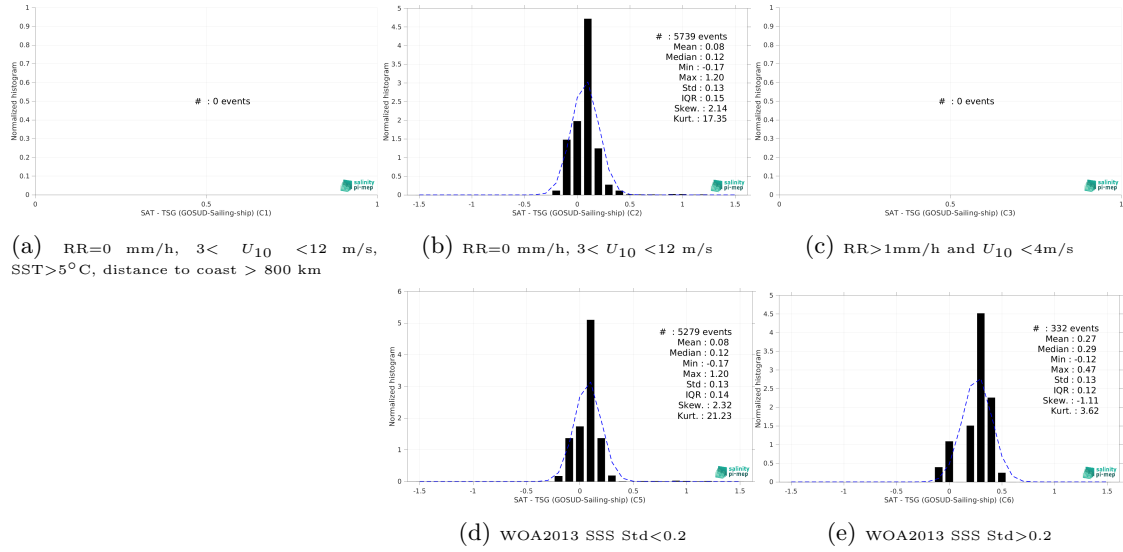 1
0.9
0.8
0.7
0.6
0.5
0.4
0.3
0.2
0.1
0
Normalized histogram
# : 0 events
0 0.5 1
SAT - TSG (GOSUD-Sailing-ship) (C1)
salinity
pi-mep
(a) RR=0 mm/h, 3< U10 <12 m/s,
SST>5°C, distance to coast > 800 km
5
4.5
4
3.5
3
2.5
2
1.5
1
0.5
0
Normalized histogram
# : 5739 events
Mean : 0.08
Median : 0.12
Min : -0.17
Max : 1.20
Std : 0.13
IQR : 0.15
Skew. : 2.14
Kurt. : 17.35
-1.5 -1 -0.5 0 0.5 1 1.5
SAT - TSG (GOSUD-Sailing-ship) (C2)
salinity
pi-mep
(b) RR=0 mm/h, 3< U10 <12 m/s
1
0.9
0.8
0.7
0.6
0.5
0.4
0.3
0.2
0.1
0
Normalized histogram
# : 0 events
0 0.5 1
SAT - TSG (GOSUD-Sailing-ship) (C3)
salinity
pi-mep
(c) RR>1mm/h and U10 <4m/s
6
5
4
3
2
1
0
Normalized histogram
# : 5279 events
Mean : 0.08
Median : 0.12
Min : -0.17
Max : 1.20
Std : 0.13
IQR : 0.14
Skew. : 2.32
Kurt. : 21.23
-1.5 -1 -0.5 0 0.5 1 1.5
SAT - TSG (GOSUD-Sailing-ship) (C5)
salinity
pi-mep
(d) WOA2013 SSS Std<0.2
5
4.5
4
3.5
3
2.5
2
1.5
1
0.5
0
Normalized histogram
# : 332 events
Mean : 0.27
Median : 0.29
Min : -0.12
Max : 0.47
Std : 0.13
IQR : 0.12
Skew. : -1.11
Kurt. : 3.62
-1.5 -1 -0.5 0 0.5 1 1.5
SAT - TSG (GOSUD-Sailing-ship) (C6)
salinity
pi-mep
(e) WOA2013 SSS Std>0.2